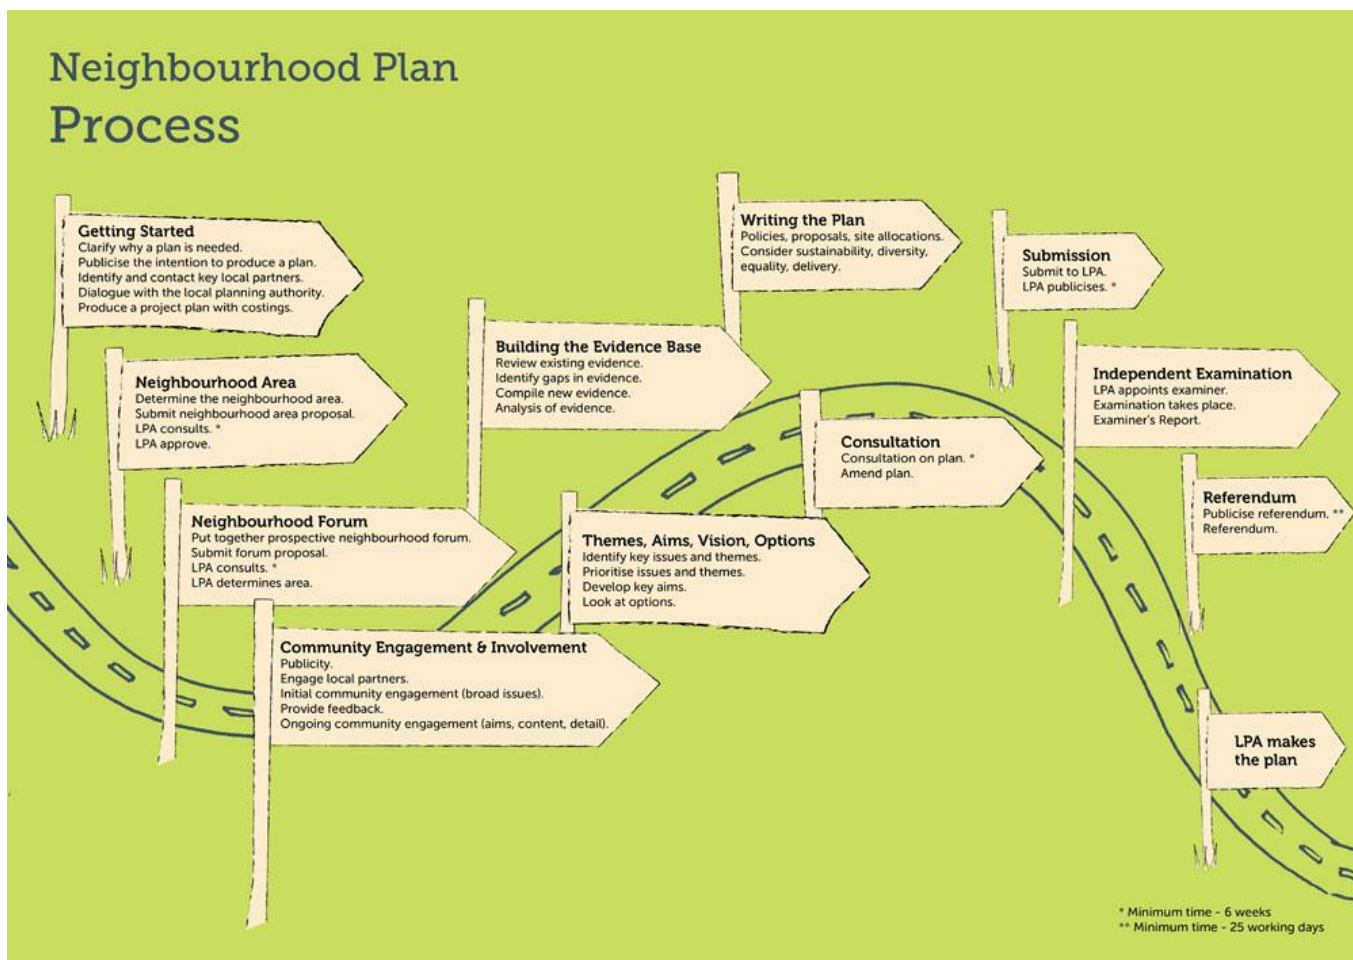 Neighbourhood Plan
Process
Getting Started
Clarify why a plan is needed.
Publicise the intention to produce a plan.
Identify and contact key local partners.
Dialogue with the local planning authority.
Produce a project plan with costings.
Neighbourhood Area
Determine the neighbourhood area.
Submit neighbourhood area proposal.
LPA consults. *
LPA approve.
Neighbourhood Forum
Put together prospective neighbourhood forum.
Submit forum proposal.
LPA consults. *
LPA determines area.
Community Engagement & Involvement
Publicity.
Engage local partners.
Initial community engagement (broad issues).
Provide feedback.
Ongoing community engagement (aims, content, detail).
Building the Evidence Base
Review existing evidence.
Identify gaps in evidence.
Compile new evidence.
Analysis of evidence.
Themes, Aims, Vision, Options
Identify key issues and themes.
Prioritise issues and themes.
Develop key aims.
Look at options.
Writing the Plan
Policies, proposals, site allocations.
Consider sustainability, diversity,
equality, delivery.
Consultation
Consultation on plan. *
Amend plan.
Submission
Submit to LPA.
LPA publicises. *
Independent Examination
LPA appoints examiner.
Examination takes place.
Examiner's Report.
Referendum
Publicise referendum. **
Referendum.
LPA makes
the plan
* Minimum time - 6 weeks
** Minimum time - 25 working days